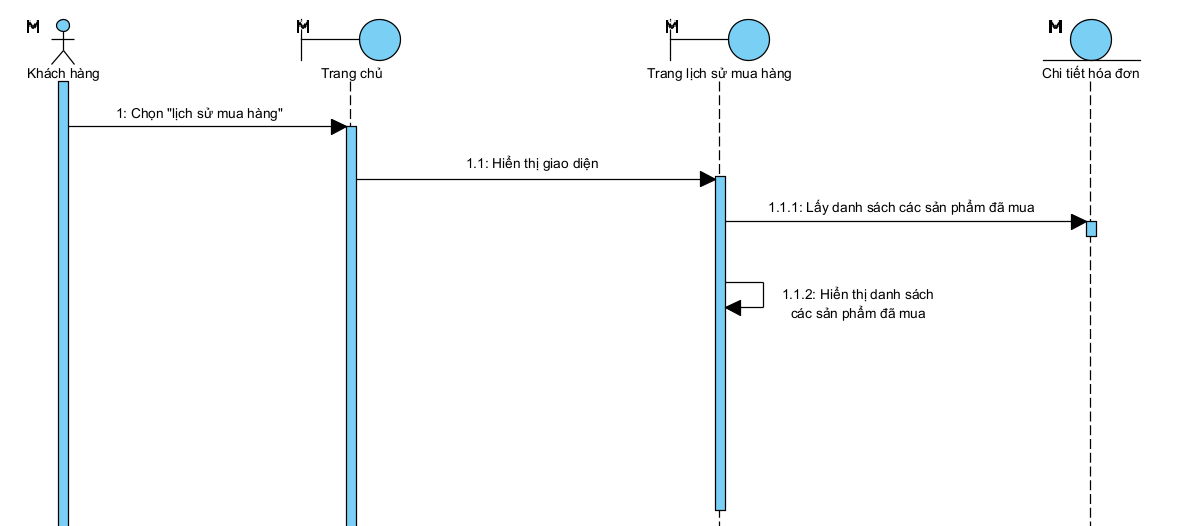 M
M
M
M
Khách hàng
Trang chủ
Trang lịch sử mua hàng
Chi tiết hóa đơn
1: Chọn "lịch sử mua hàng"
1.1: Hiển thị giao diện
1.1.1: Lấy danh sách các sản phẩm đã mua
1.1.2: Hiển thị danh sách
các sản phẩm đã mua